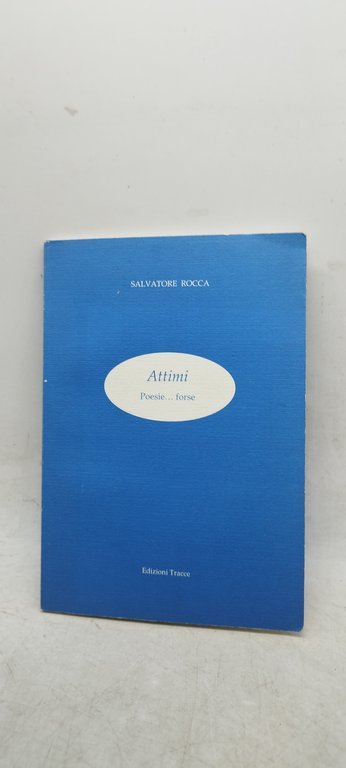 SALVATORE ROCCA
Attimi
Poesie... forse
Edizioni Tracce